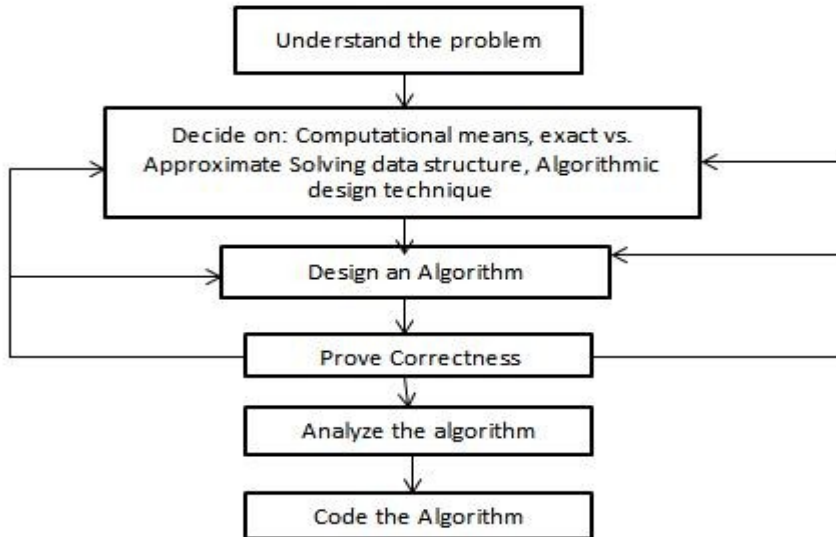 Understand the problem
Decide on: Computational means, exact vs.
Approximate Solving data structure, Algorithmic
design technique
Design an Algorithm
Prove Correctness
Analyze the algorithm
Code the Algorithm